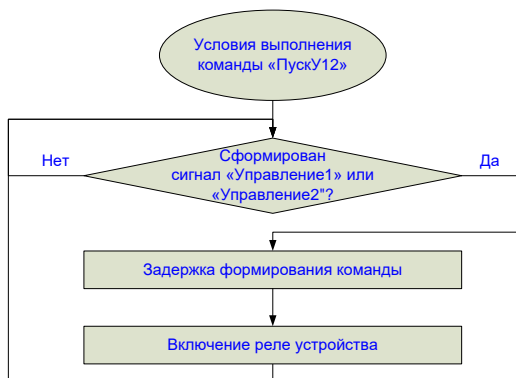 Условия выполнения
команды «ПускУ12»
Сформирован
сигнал «Управление1» или
«Управление2"?
Нет
Да
Задержка формирования команды
Включение реле устройства